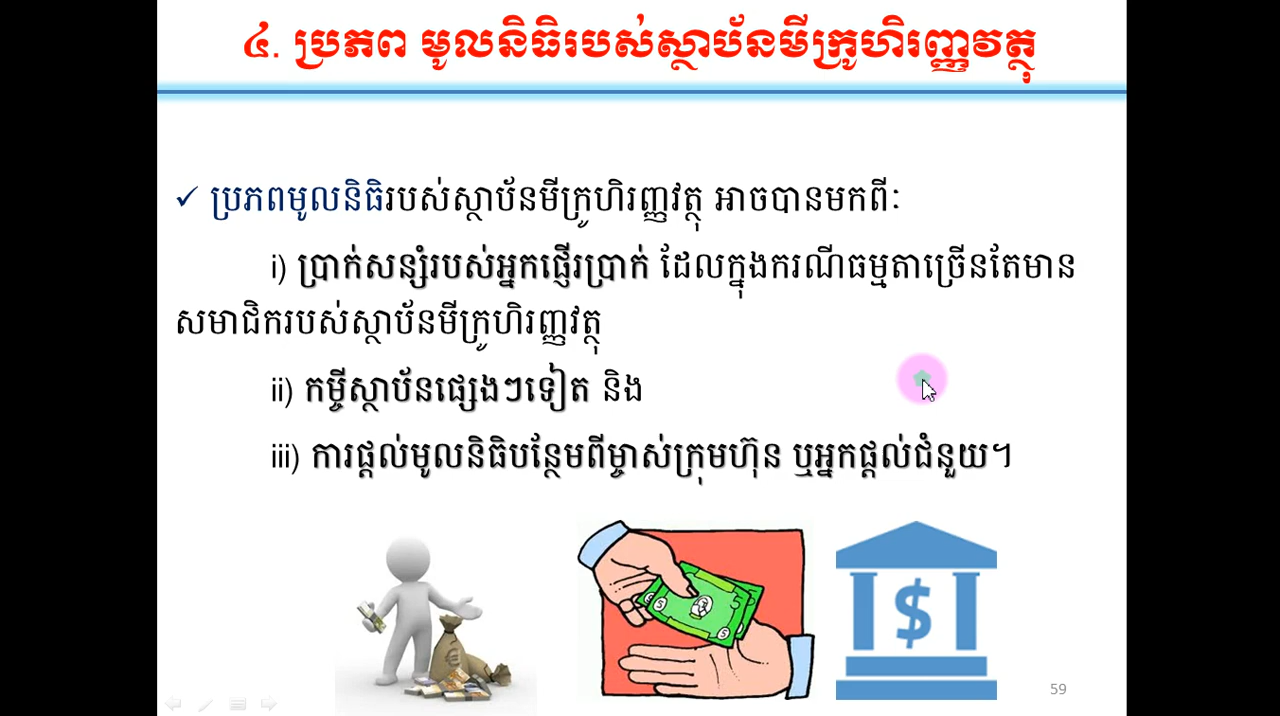 ៤. ប្រភព មូលនិធិរបស់ស្ថាប័នមីក្រូហិរញ្ញវត្ថុ
✓ ប្រភពមូលនិធិរបស់ស្ថាប័នមីក្រូហិរញ្ញវត្ថុ អាចបានមកពីៈ
i) ប្រាក់សន្សំរបស់អ្នកផ្ញើរប្រាក់ ដែលក្នុងករណីធម្មតាច្រើនតែមាន
សមាជិករបស់ស្ថាប័នមីក្រូហិរញ្ញវត្ថុ
ii) កម្ចីស្ថាប័នផ្សេងៗទៀត និង
iii) ការផ្តល់មូលនិធិបន្ថែមពីម្ចាស់ក្រុមហ៊ុន ឬអ្នកផ្តល់ជំនួយ។
$
59